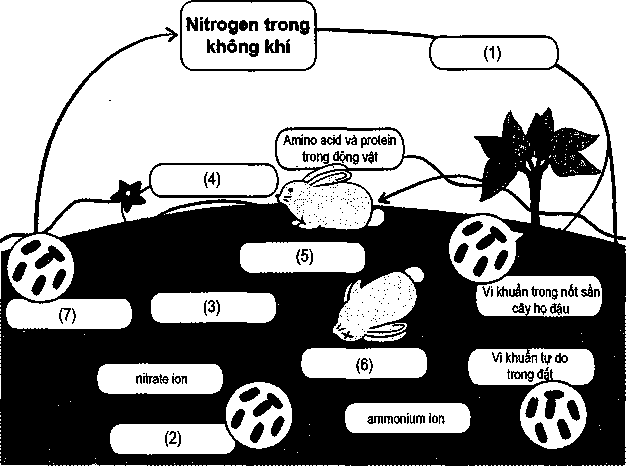 Nitrogen trong
không khí
(1)
Amino acid và protein
trong động vật
(4)
(5)
Vi khuẩn trong nốt sần
cây họ đậu
(7)
(3)
(6)
Vi khuẩn tự do
trong đất
nitrate ion
ammonium ion
(2)